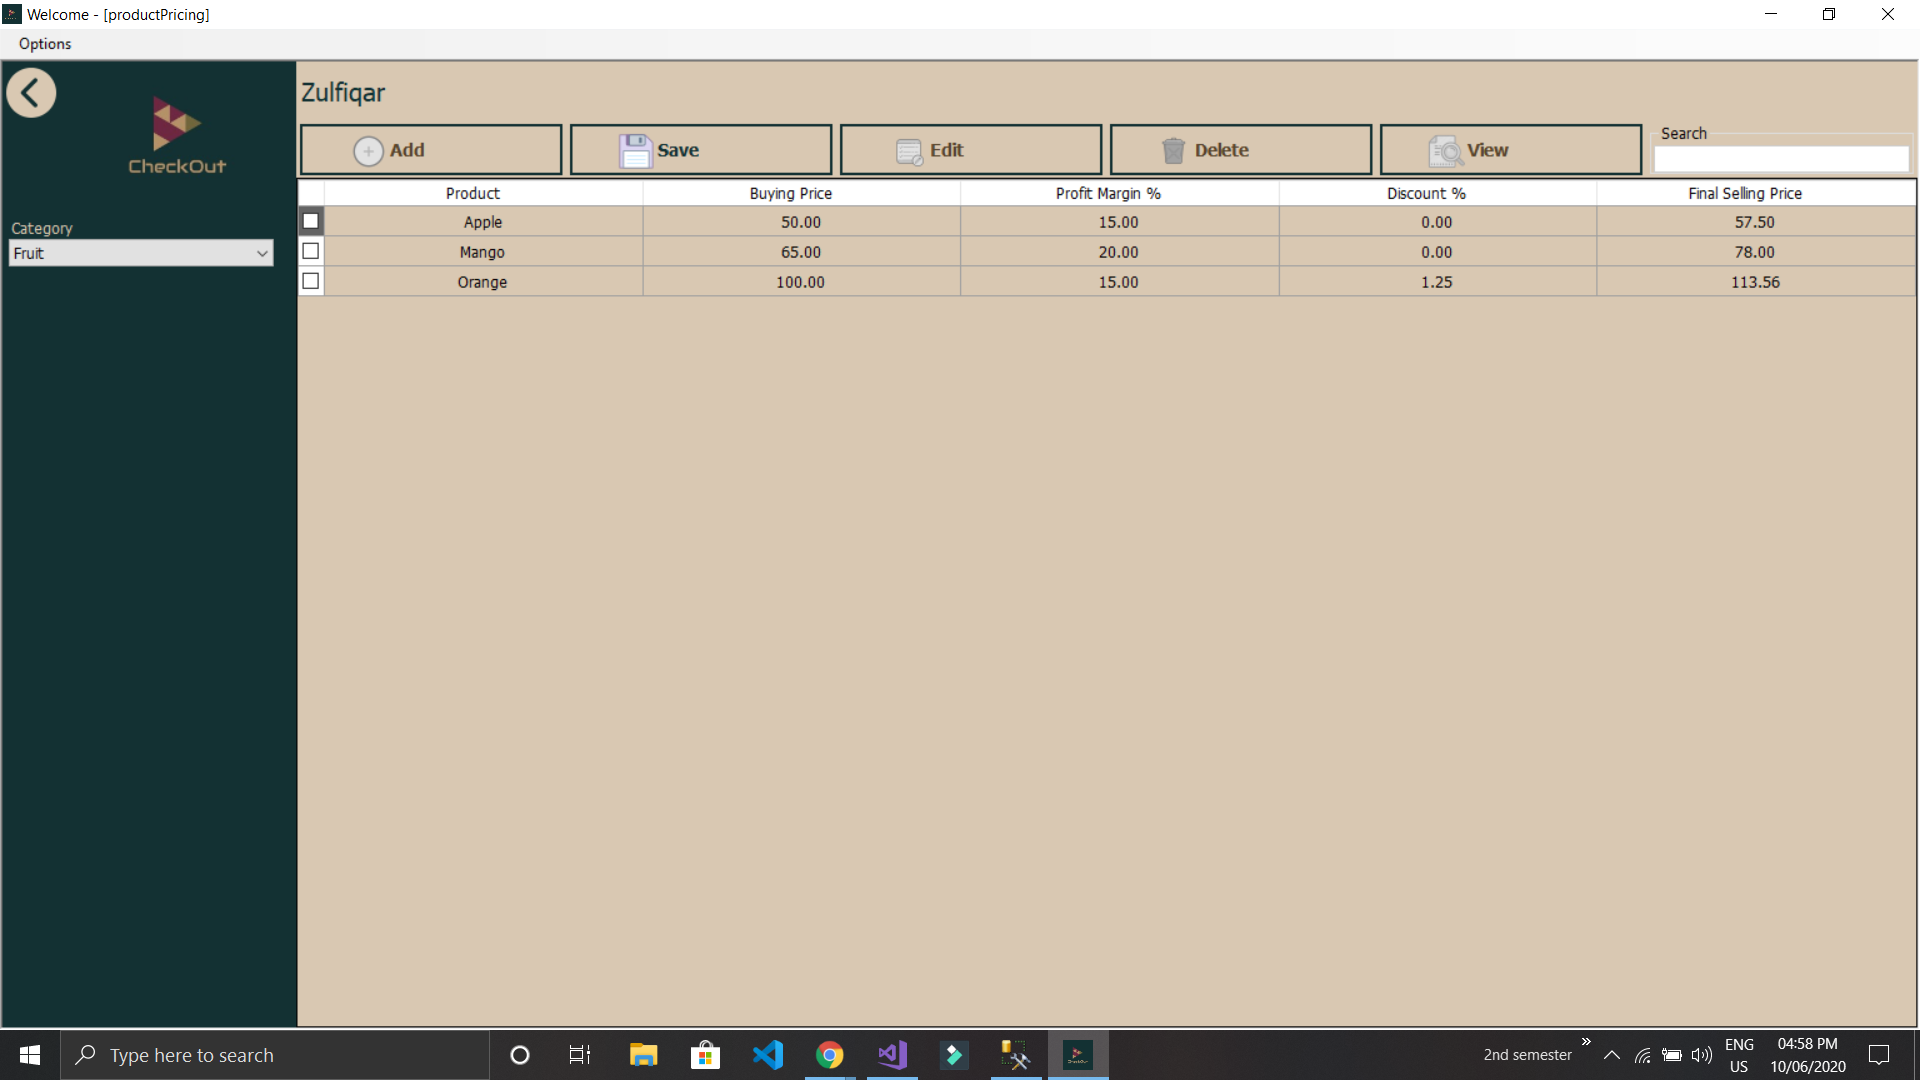 Welcome - [productPricing]
Options
CheckOut
Category
Fruit
Zulfiqar
Add Save Edit Delete View Search
Product Buying Price Profit Margin % Discount % Final Selling Price
Apple 50.00 15.00 0.00 57.50
Mango 65.00 20.00 0.00 78.00
Orange 100.00 15.00 1.25 113.56
Type here to search
2nd semester
ENG
US
04:58 PM
10/06/2020